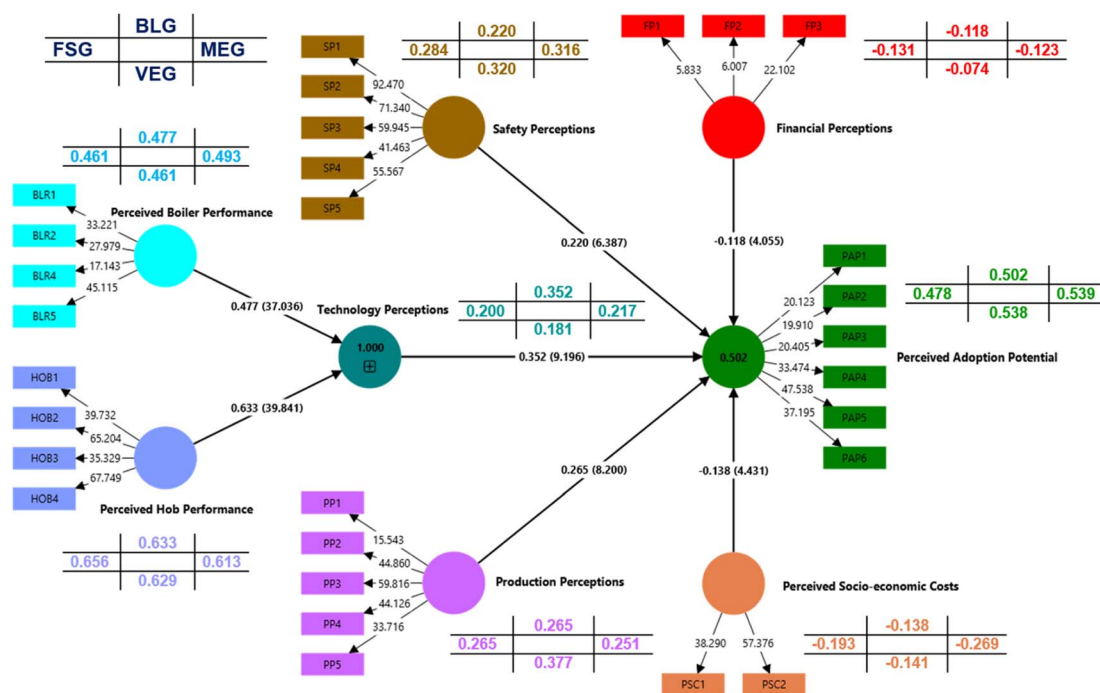 BLG
FSG MEG
VEG
0.220
0.284 0.316
0.320
-0.118
-0.131 -0.123
-0.074
SP1
SP2
SP3
SP4
SP5
92.470
71.340
59.945
41.463
55.567
Safety Perceptions
FP1
FP2
FP3
5.833
6.007
22.102
Financial Perceptions
0.477
0.461 0.493
0.461
BLR1
BLR2
BLR4
BLR5
33.221
27.979
17.143
45.115
Perceived Boiler Performance
0.220 (6.387)
-0.118 (4.055)
0.477 (37.036)
Technology Perceptions
1.000
0.352
0.200 0.217
0.181
0.352 (9.196)
0.502
PAP1
PAP2
PAP3
PAP4
PAP5
PAP6
20.123
19.910
20.405
33.474
47.538
37.195
Perceived Adoption Potential
0.502
0.478 0.539
0.538
HOB1
HOB2
HOB3
HOB4
39.732
65.204
35.329
67.749
Perceived Hob Performance
0.633 (39.841)
0.633
0.656 0.613
0.629
0.265 (8.200)
-0.138 (4.431)
PP1
PP2
PP3
PP4
PP5
15.543
44.860
59.816
44.126
33.716
Production Perceptions
0.265
0.265 0.251
0.377
Perceived Socio-economic Costs
38.290
57.376
PSC1
PSC2
-0.138
-0.193 -0.269
-0.141